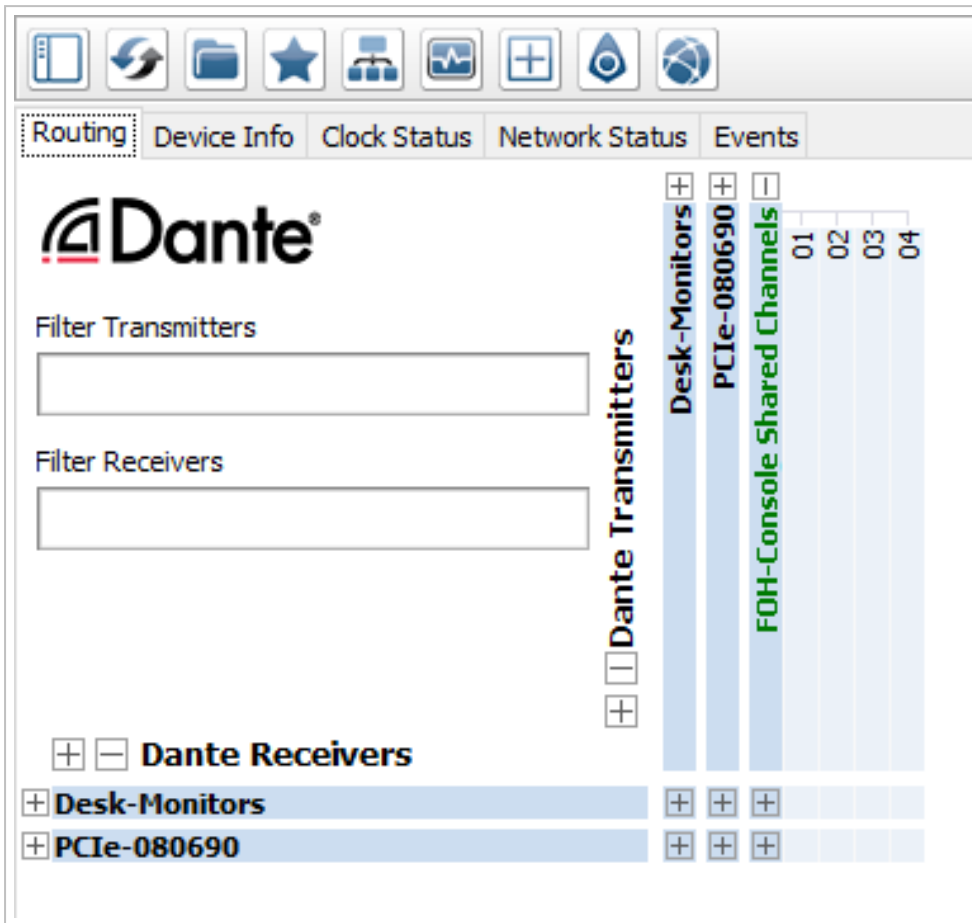 Routing
Device Info
Clock Status
Network Status
Events
Dante®
Filter Transmitters
Filter Receivers
Dante Transmitters
Desk-Monitors
PCIe-080690
FOH-Console Shared Channels
01
02
03
04
Dante Receivers
Desk-Monitors
PCIe-080690